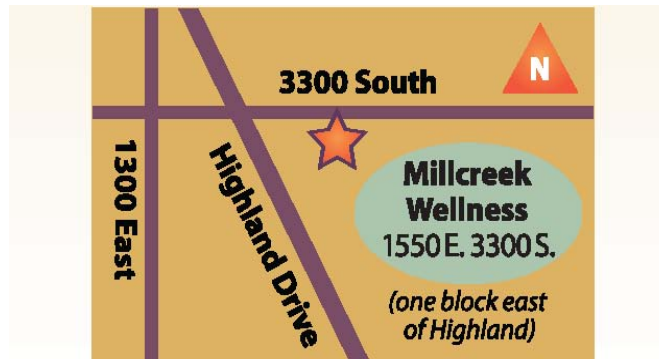 N
3300 South
1300 East
Highland Drive
Millcreek
Wellness
1550 E. 3300 S.
(one block east
of Highland)